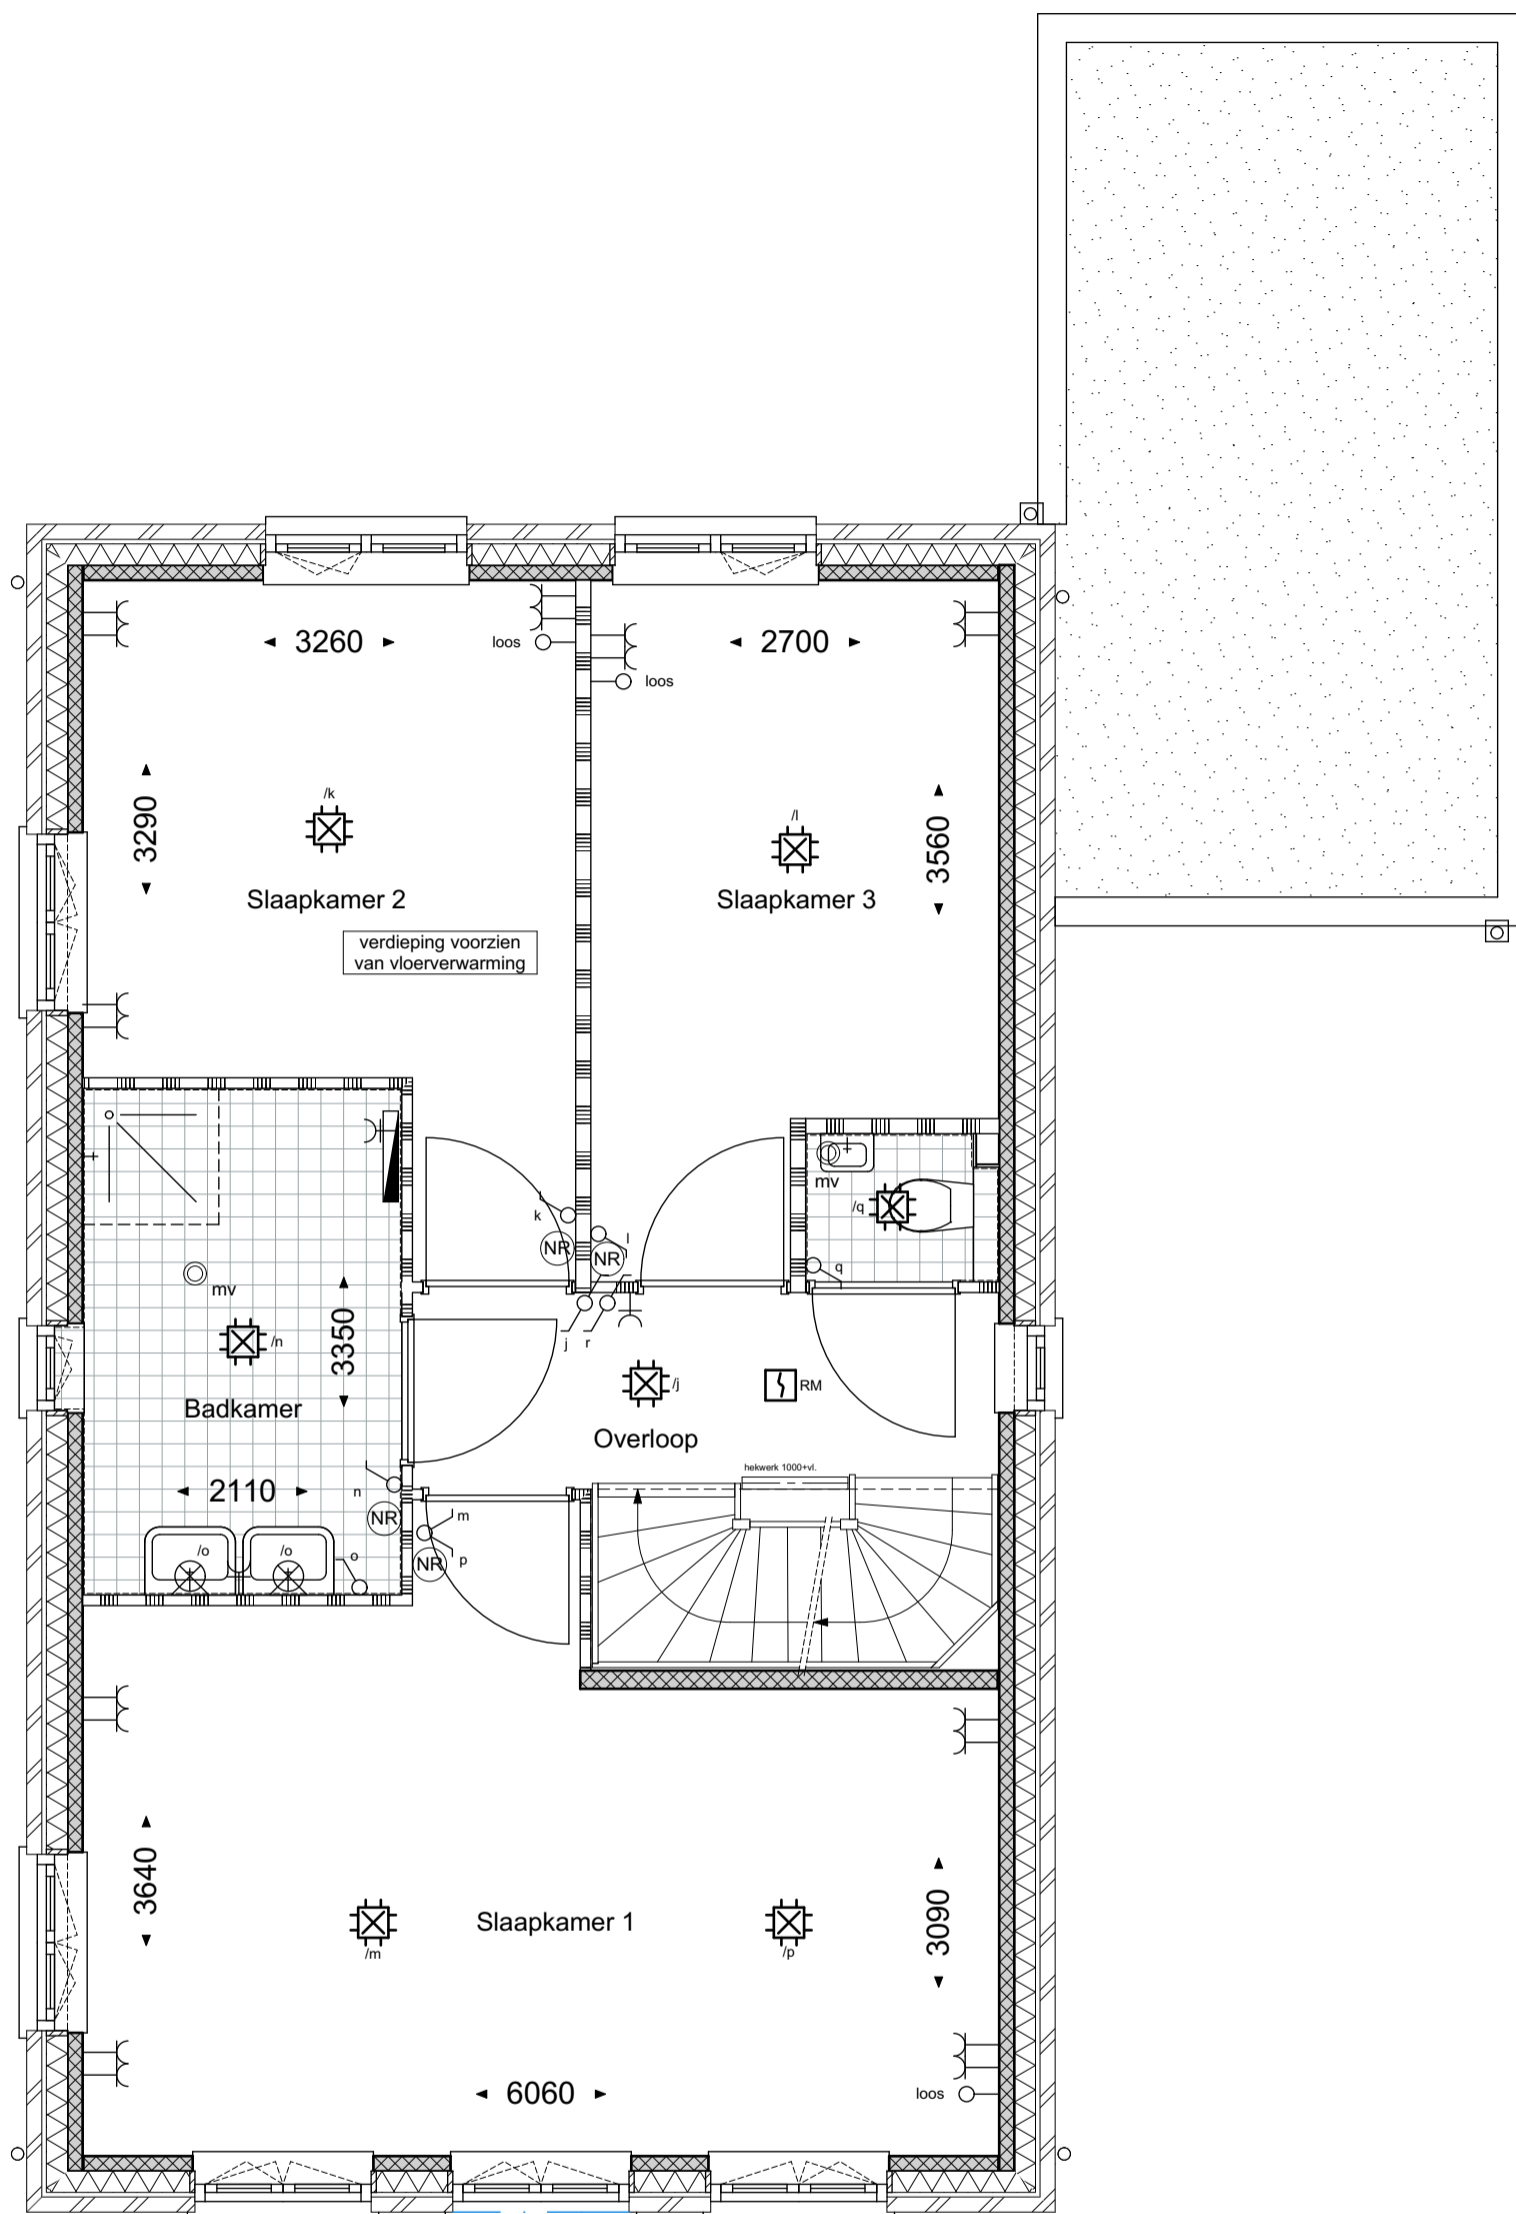 3260
2700
loos
loos
/k
/l
3290
3560
Slaapkamer 2
Slaapkamer 3
verdieping voorzien
van vloerverwarming
mv
/q
k
l
NR
NR
q
mv
j
r
/n
3350
/j
RM
Badkamer
Overloop
hekwerk 1000+vl.
2110
n
NR
m
/o
/o
o
NR
p
3640
Slaapkamer 1
3090
/m
/p
6060
loos